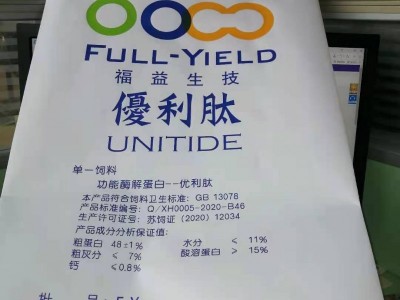 FULL-YIELD
福益生技
優利肽
UNITIDE
单一饲料
功能酶解蛋白--优利肽
本产品符合饲料卫生标准: GB 13078
产品标准编号: Q/XH0005-2020-B46
生产许可证号: 苏饲证 (2020) 12034
产品成分分析保证值:
粗蛋白 48±1% 水分 ≤ 11%
粗灰分 ≤ 7% 酸溶蛋白 > 15%
钙 ≤0.8%